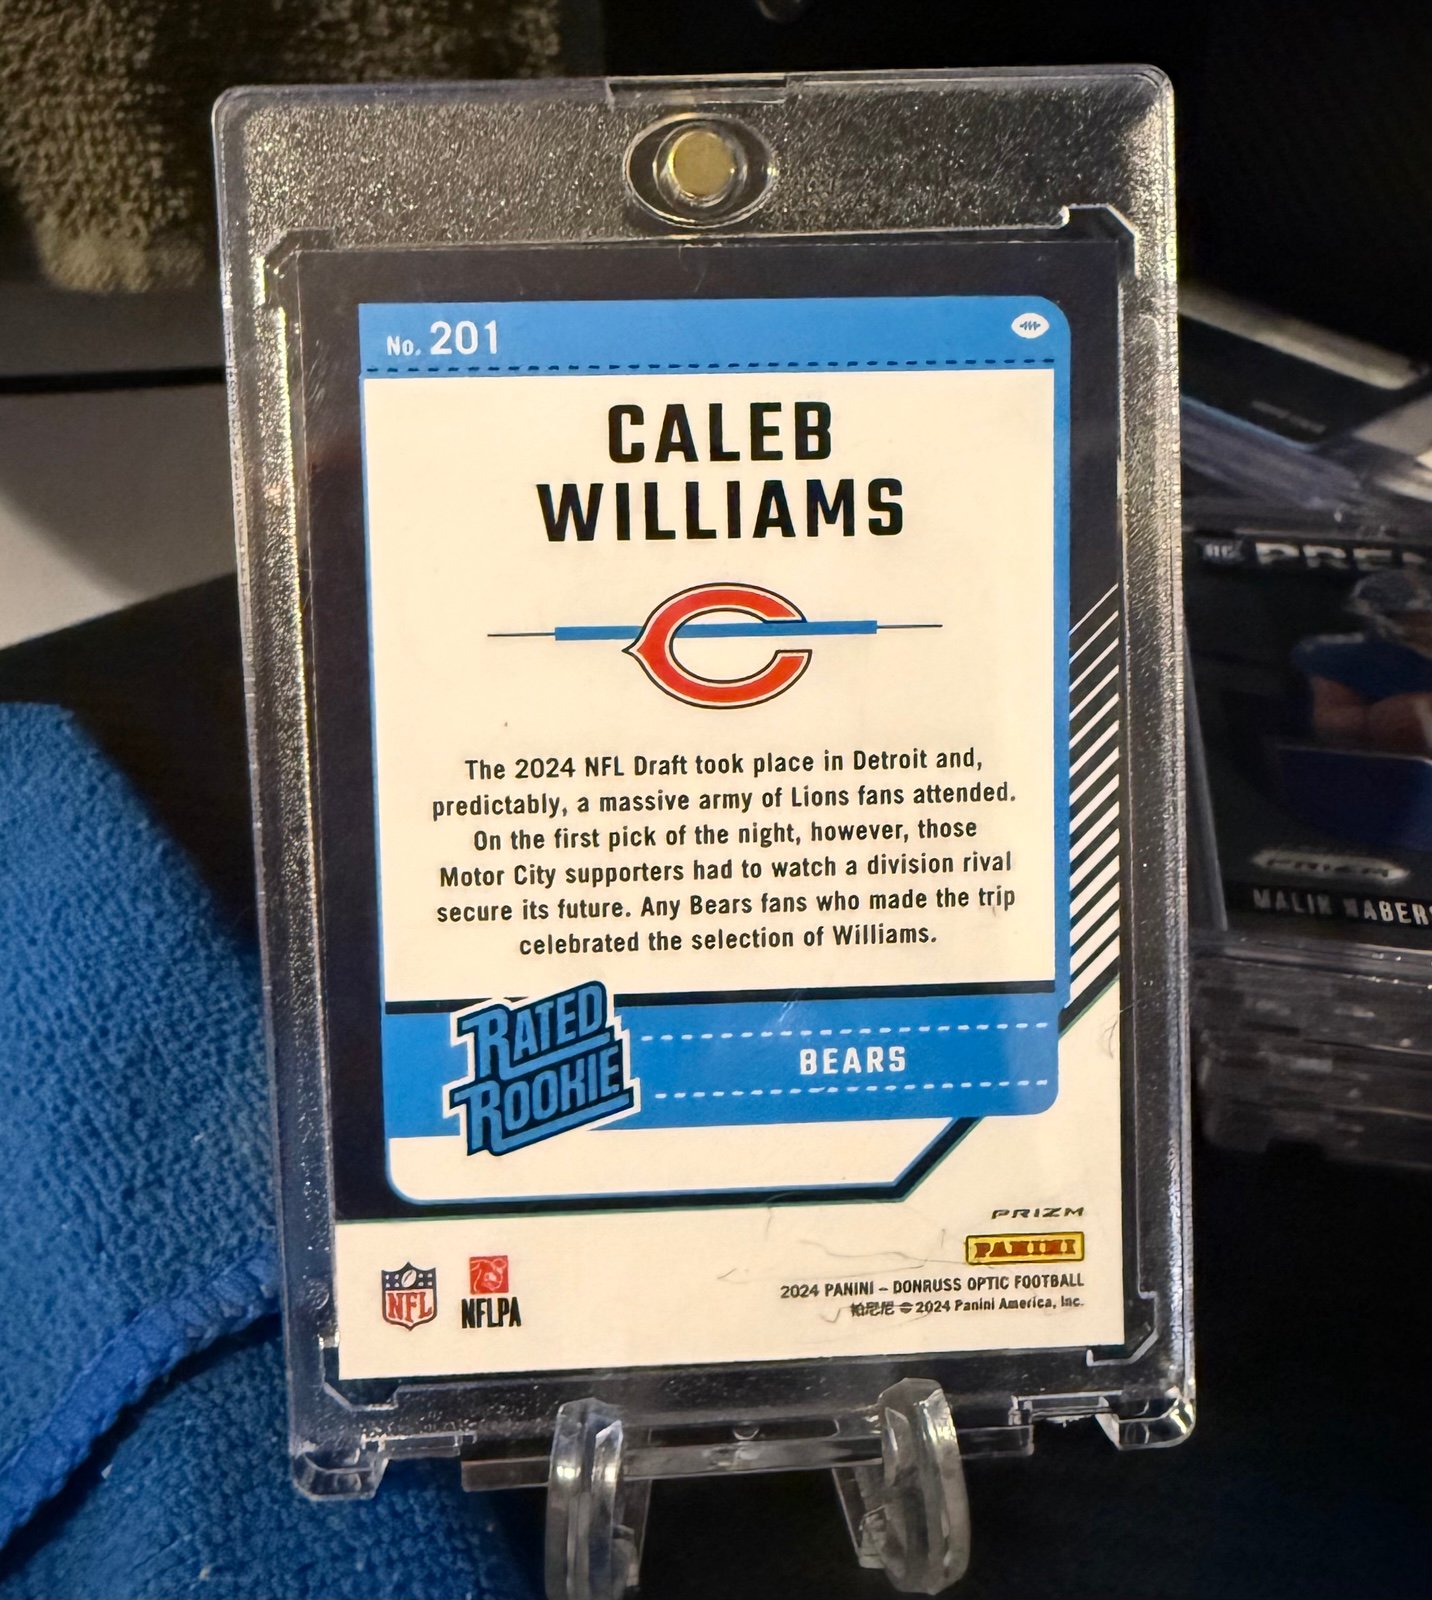 No. 201
CALEB
WILLIAMS
The 2024 NFL Draft took place in Detroit and,
predictably, a massive army of Lions fans attended.
On the first pick of the night, however, those
Motor City supporters had to watch a division rival
secure its future. Any Bears fans who made the trip
celebrated the selection of Williams.
RATED
ROOKIE
BEARS
PRIZM
PANINI
NFL
NFLPA
2024 PANINI – DONRUSS OPTIC FOOTBALL
帕尼尼 © 2024 Panini America, Inc.
PRIZM
MALIK NABERS